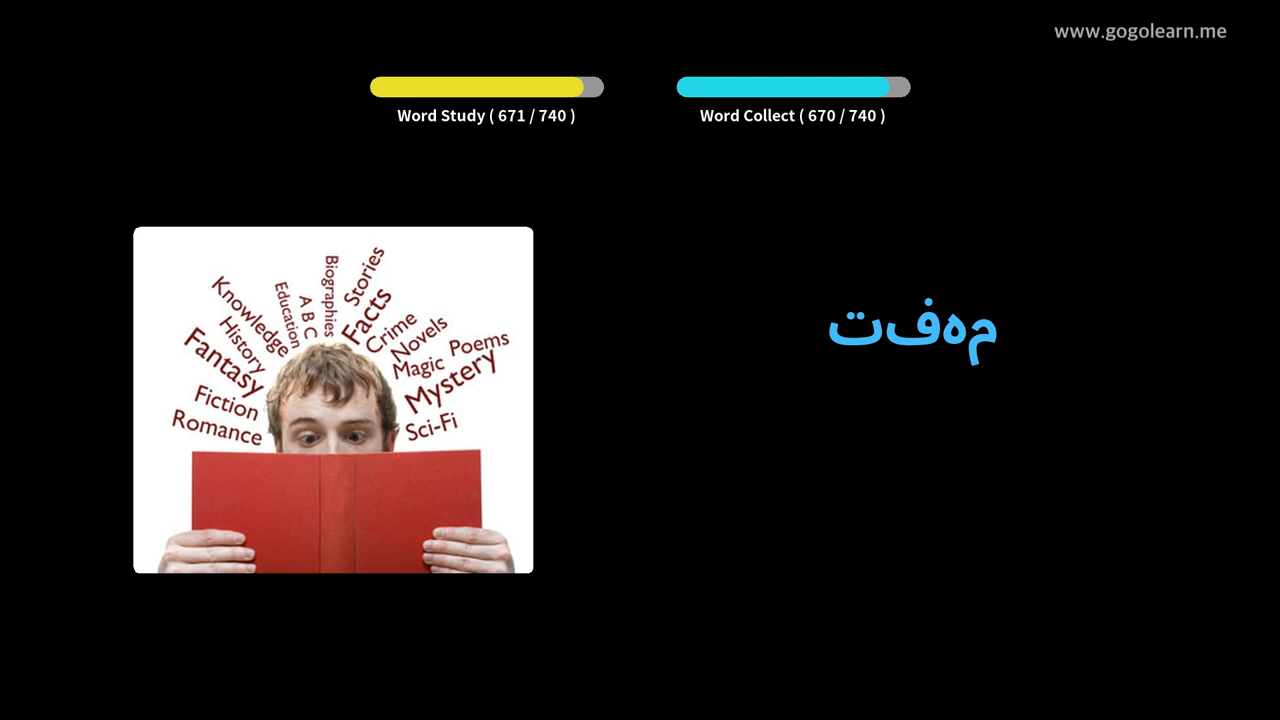 www.gogolearn.me
Word Study ( 671 / 740 )
Word Collect ( 670 / 740 )
Biographies
Stories
Education
A B C
Facts
Knowledge
Crime
History
Novels
Fantasy
Magic
Poems
Mystery
Fiction
Romance
Sci-Fi
مهفت